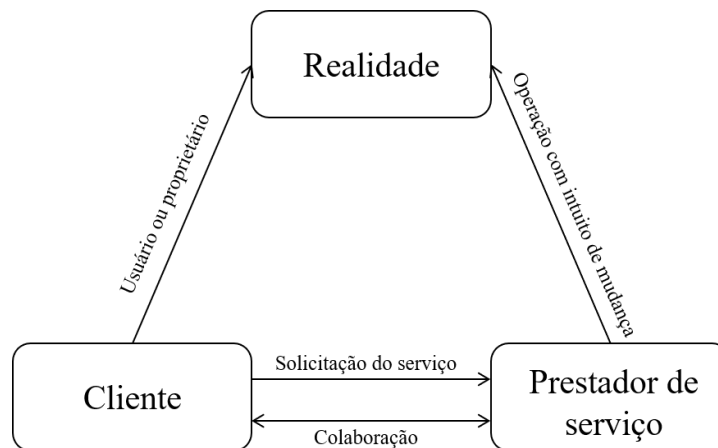 Realidade
Usuário ou proprietário
Operação com intuito de mudança
Cliente
Solicitação do serviço
Colaboração
Prestador de
serviço